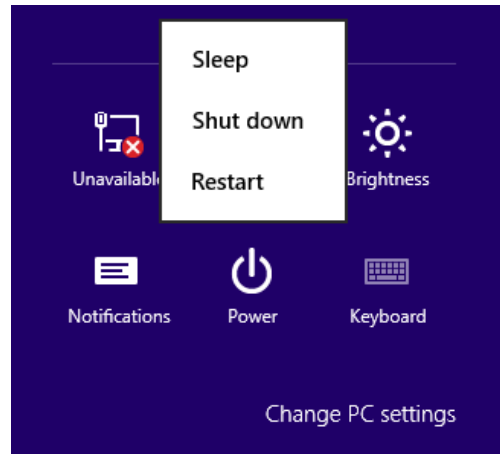 Sleep
Shut down
Restart
Unavailabl
Brightness
Notifications
Power
Keyboard
Change PC settings